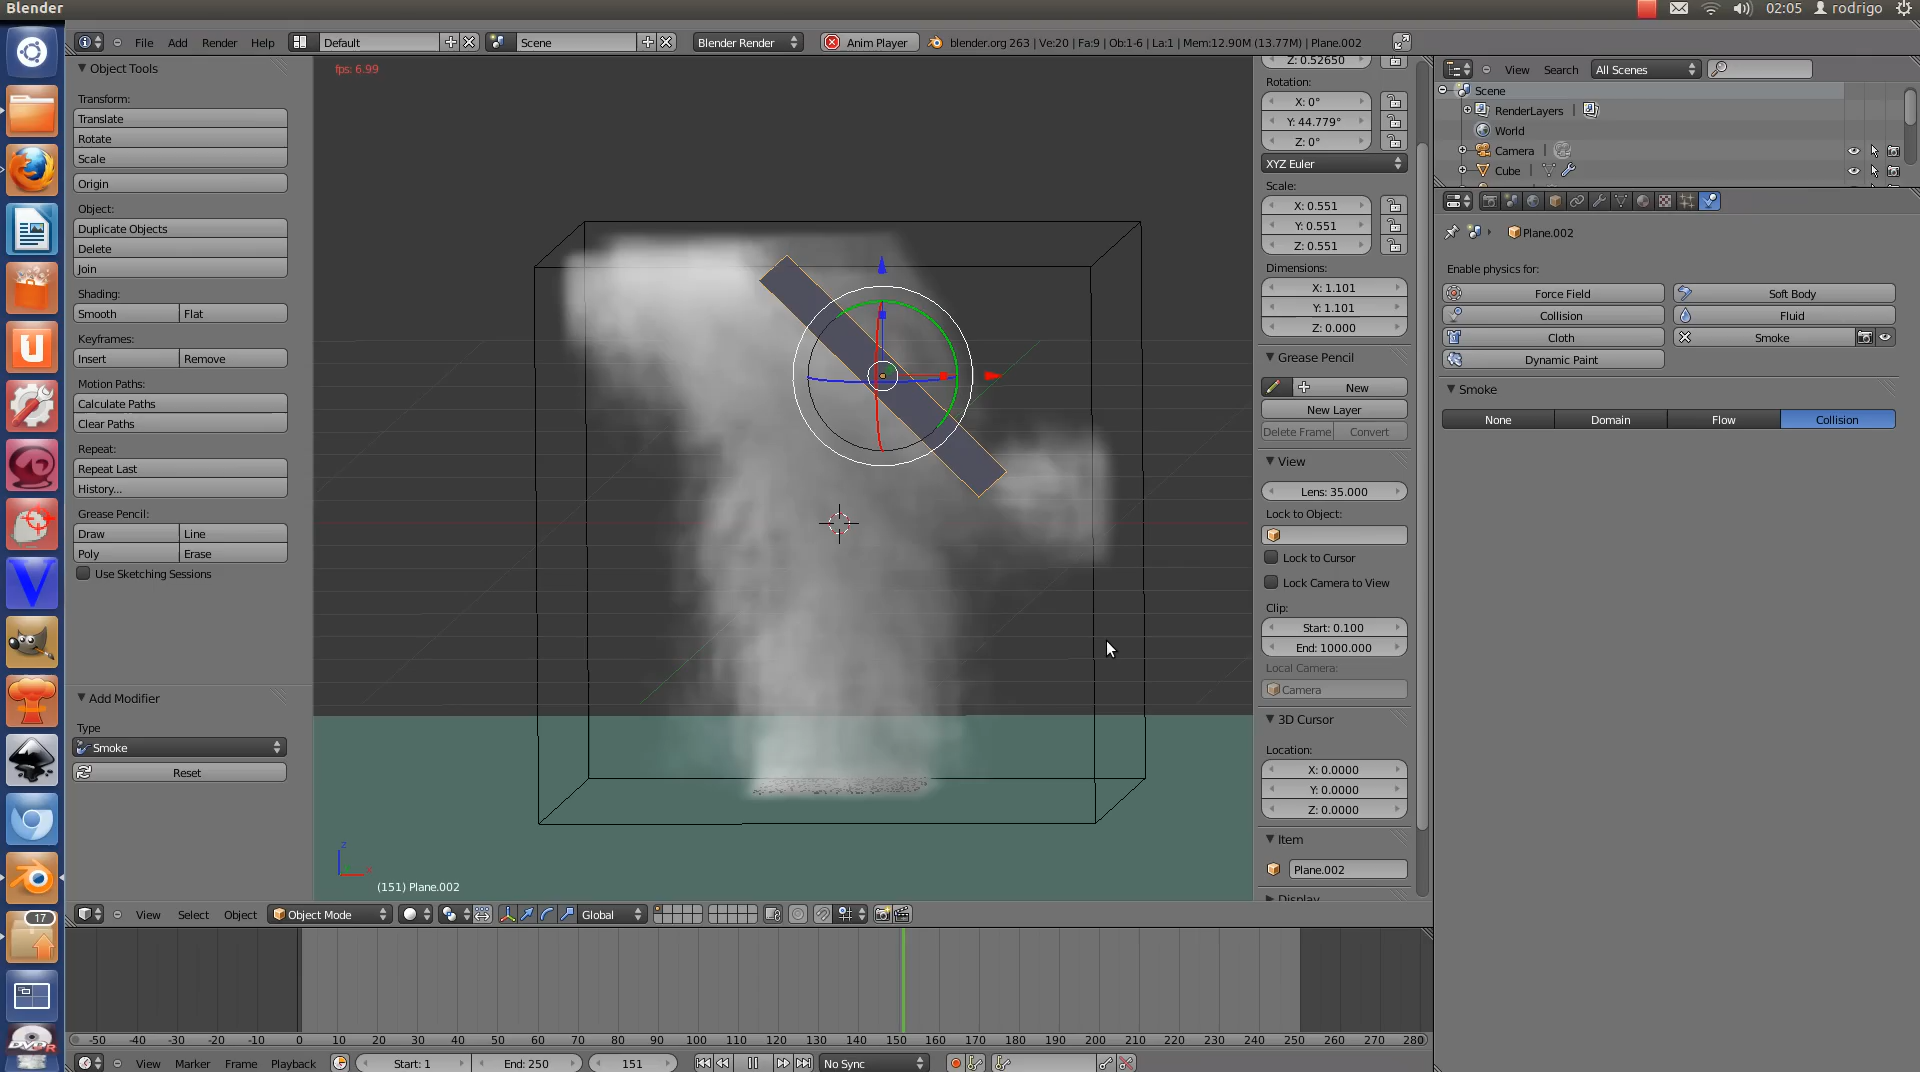 Blender
02:05 rodrigo
File Add Render Help Default Scene Blender Render Anim Player blender.org 263 | Ve:20 | Fa:9 | Ob:1-6 | La:1 | Mem:12.90M (13.77M) | Plane.002
Object Tools
Transform:
Translate
Rotate
Scale
Origin
Object:
Duplicate Objects
Delete
Join
Shading:
Smooth Flat
Keyframes:
Insert Remove
Motion Paths:
Calculate Paths
Clear Paths
Repeat:
Repeat Last
History...
Grease Pencil:
Draw Line
Poly Erase
Use Sketching Sessions
Add Modifier
Type
Smoke
Reset
17
fps: 6.99
z
(151) Plane.002
Z: 0.52650
Rotation:
X: 0°
Y: 44.779°
Z: 0°
XYZ Euler
Scale:
X: 0.551
Y: 0.551
Z: 0.551
Dimensions:
X: 1.101
Y: 1.101
Z: 0.000
Grease Pencil
New
New Layer
Delete Frame Convert
View
Lens: 35.000
Lock to Object:
Lock to Cursor
Lock Camera to View
Clip:
Start: 0.100
End: 1000.000
Local Camera:
Camera
3D Cursor
Location:
X: 0.0000
Y: 0.0000
Z: 0.0000
Item
Plane.002
Display
View Search All Scenes
Scene
RenderLayers
World
Camera
Cube
Plane.002
Enable physics for:
Force Field Soft Body
Collision Fluid
Cloth Smoke
Dynamic Paint
Smoke
None Domain Flow Collision
View Select Object Object Mode Global
-50 -40 -30 -20 -10 0 10 20 30 40 50 60 70 80 90 100 110 120 130 140 150 160 170 180 190 200 210 220 230 240 250 260 270 280
View Marker Frame Playback Start: 1 End: 250 151 No Sync